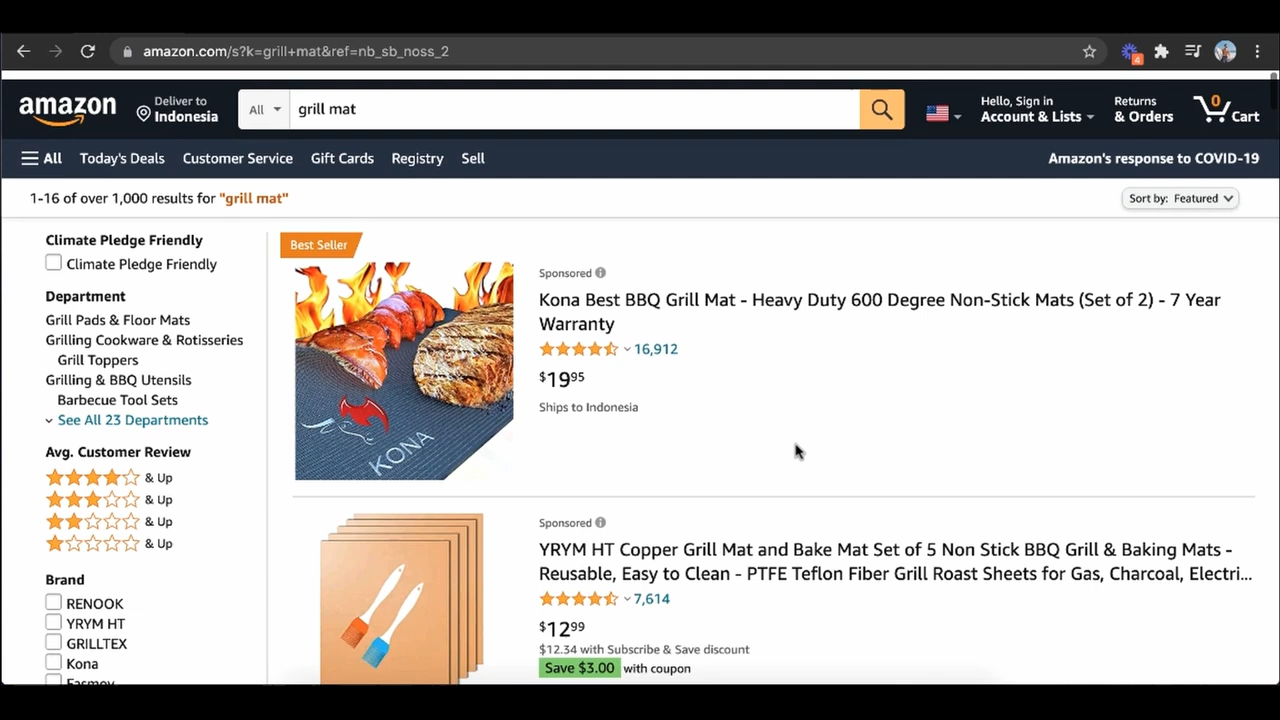 amazon.com/s?k=grill+mat&ref=nb_sb_noss_2
4
amazon
Deliver to
Indonesia
All
grill mat
Hello, Sign in
Account & Lists
Returns
& Orders
0
Cart
All
Today's Deals
Customer Service
Gift Cards
Registry
Sell
Amazon's response to COVID-19
1-16 of over 1,000 results for "grill mat"
Sort by: Featured
Climate Pledge Friendly
Climate Pledge Friendly
Department
Grill Pads & Floor Mats
Grilling Cookware & Rotisseries
Grill Toppers
Grilling & BBQ Utensils
Barbecue Tool Sets
See All 23 Departments
Avg. Customer Review
& Up
& Up
& Up
& Up
Brand
RENOOK
YRYM HT
GRILLTEX
Kona
Best Seller
KONA
Sponsored
Kona Best BBQ Grill Mat - Heavy Duty 600 Degree Non-Stick Mats (Set of 2) - 7 Year
Warranty
16,912
$19.95
Ships to Indonesia
Sponsored
YRYM HT Copper Grill Mat and Bake Mat Set of 5 Non Stick BBQ Grill & Baking Mats -
Reusable, Easy to Clean - PTFE Teflon Fiber Grill Roast Sheets for Gas, Charcoal, Electri...
7,614
$12.99
$12.34 with Subscribe & Save discount
Save $3.00 with coupon